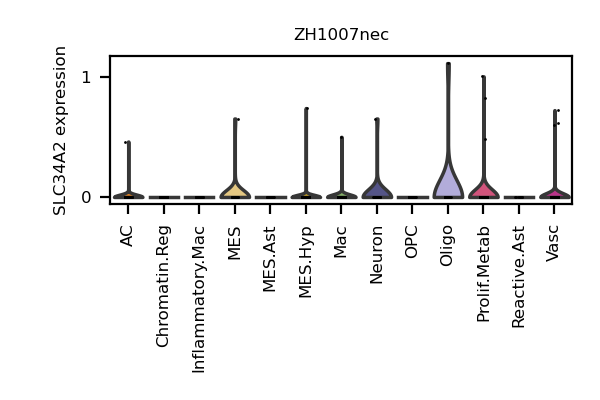 ZH1007nec
SLC34A2 expression
1
0
AC
Chromatin.Reg
Inflammatory.Mac
MES
MES.Ast
MES.Hyp
Mac
Neuron
OPC
Oligo
Prolif.Metab
Reactive.Ast
Vasc